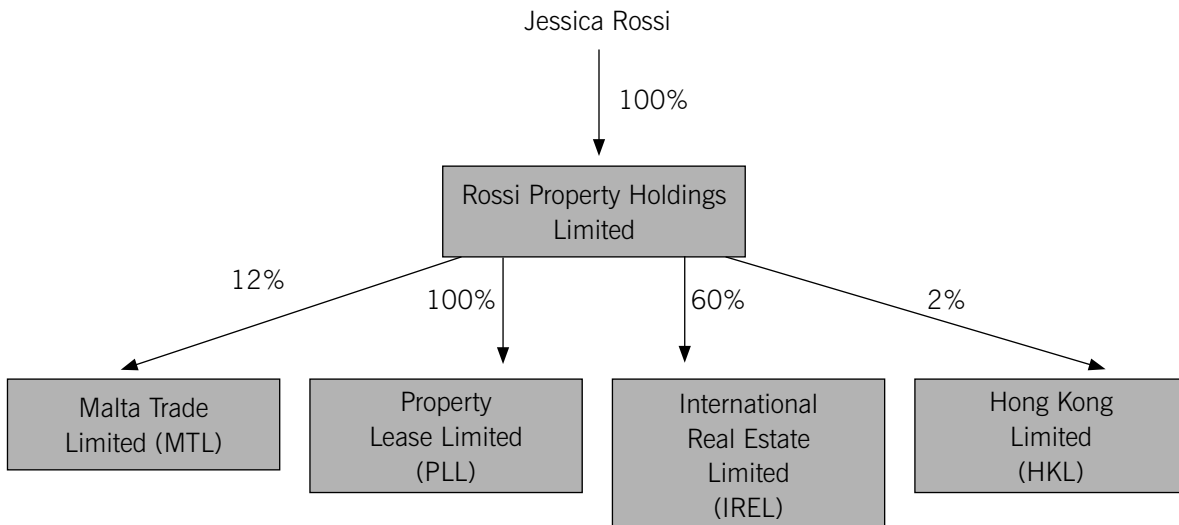 Jessica Rossi
100%
Rossi Property Holdings
Limited
12%
100%
60%
2%
Malta Trade
Limited (MTL)
Property
Lease Limited
(PLL)
International
Real Estate
Limited
(IREL)
Hong Kong
Limited
(HKL)